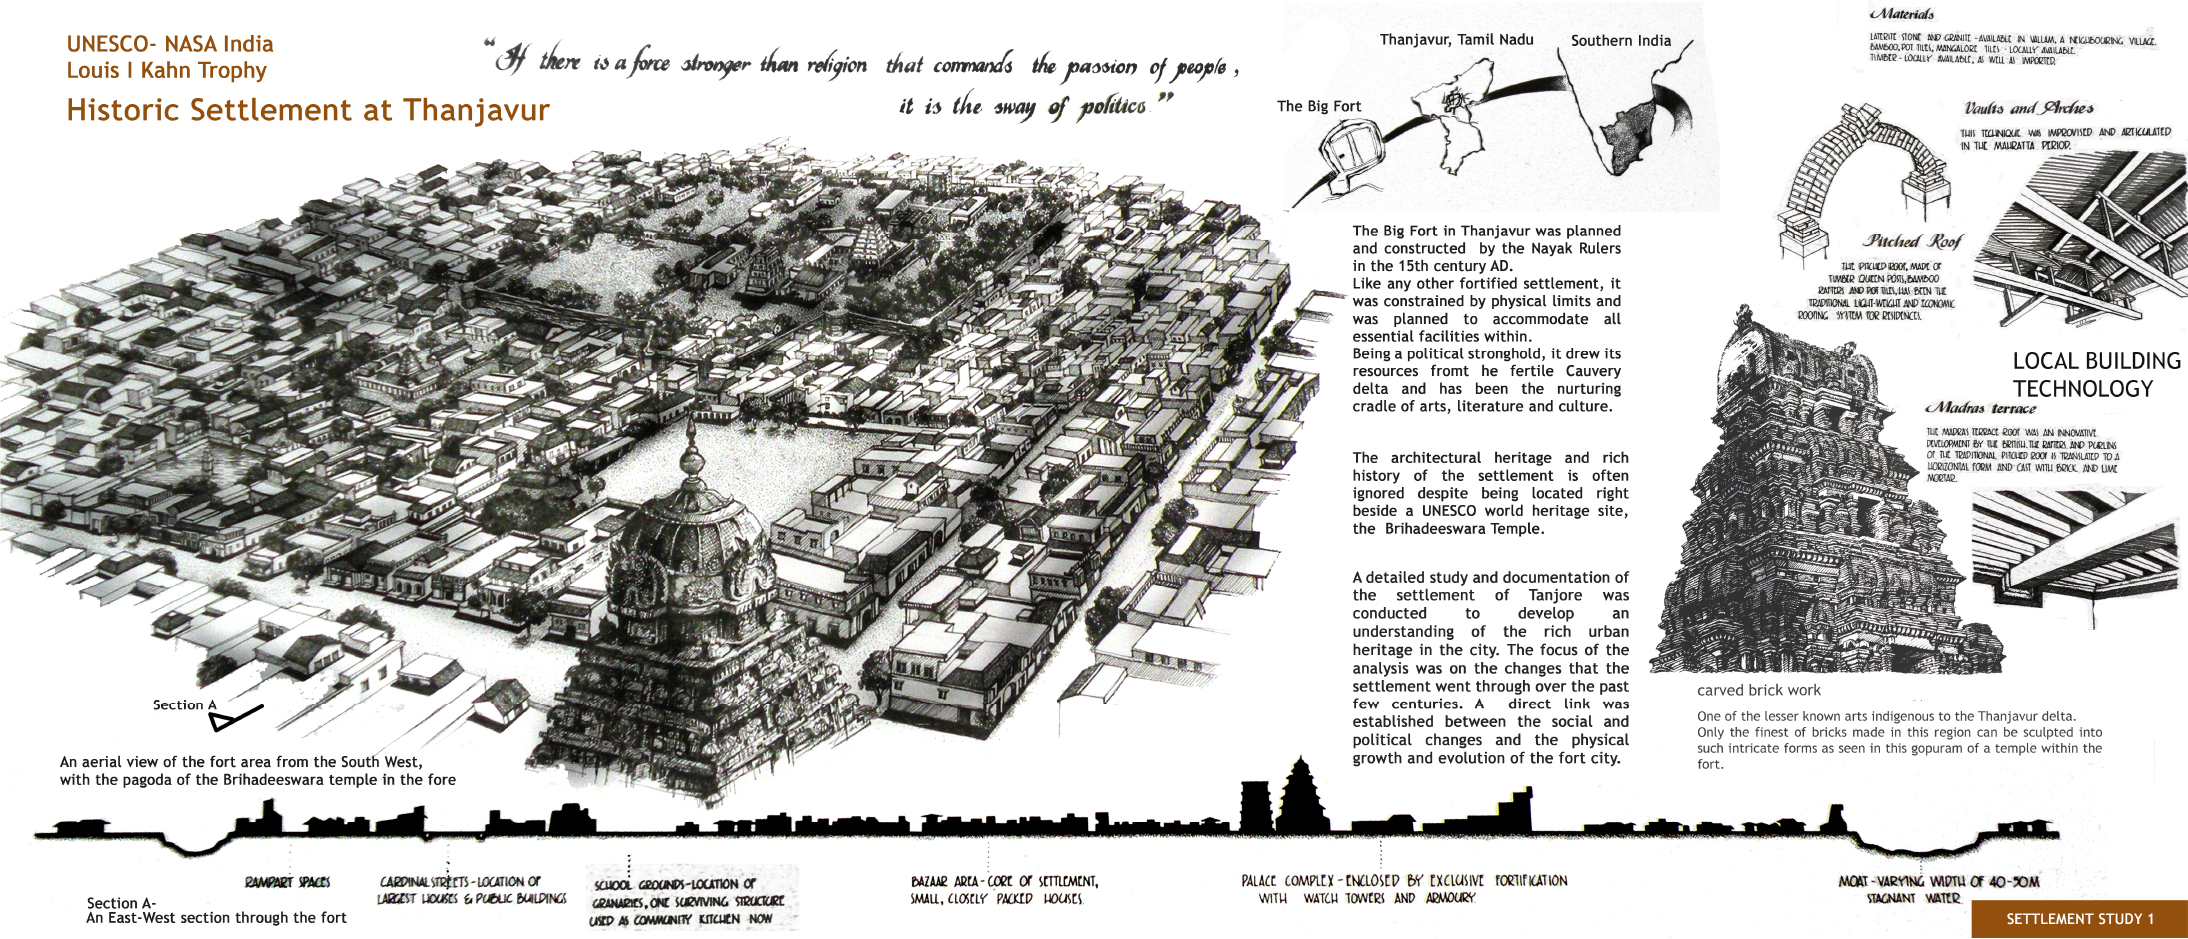 UNESCO- NASA India
Louis I Kahn Trophy
Historic Settlement at Thanjavur
“If there is a force stronger than religion that commands the passion of people,
it is the sway of politics.”
Thanjavur, Tamil Nadu
Southern India
The Big Fort
The Big Fort in Thanjavur was planned
and constructed by the Nayak Rulers
in the 15th century AD.
Like any other fortified settlement, it
was constrained by physical limits and
was planned to accommodate all
essential facilities within.
Being a political stronghold, it drew its
resources fromt he fertile Cauvery
delta and has been the nurturing
cradle of arts, literature and culture.
The architectural heritage and rich
history of the settlement is often
ignored despite being located right
beside a UNESCO world heritage site,
the Brihadeeswara Temple.
A detailed study and documentation of
the settlement of Tanjore was
conducted to develop an
understanding of the rich urban
heritage in the city. The focus of the
analysis was on the changes that the
settlement went through over the past
few centuries. A direct link was
established between the social and
political changes and the physical
growth and evolution of the fort city.
Materials
LATERITE STONE AND GRANITE - AVAILABLE IN VALLAM, A NEIGHBOURING VILLAGE.
BAMBOO, POT TILES, MANGALORE TILES - LOCALLY AVAILABLE.
TIMBER - LOCALLY AVAILABLE, AS WELL AS IMPORTED.
Vaults and Arches
THIS TECHNIQUE WAS IMPROVISED AND ARTICULATED
IN THE MAHRATTA PERIOD.
Pitched Roof
THE PITCHED ROOF, MADE OF
TIMBER QUEEN POSTS, BAMBOO
RAFTERS AND POT TILES, HAS BEEN THE
TRADITIONAL LIGHT-WEIGHT AND ECONOMIC
ROOFING SYSTEM FOR RESIDENCES.
LOCAL BUILDING
TECHNOLOGY
Madras terrace
THE MADRAS TERRACE ROOF WAS AN INNOVATIVE
DEVELOPMENT BY THE BRITISH. THE RAFTERS AND PURLINS
OF THE TRADITIONAL PITCHED ROOF IS TRANSLATED TO A
HORIZONTAL FORM AND CAST WITH BRICK AND LIME
MORTAR.
carved brick work
One of the lesser known arts indigenous to the Thanjavur delta.
Only the finest of bricks made in this region can be sculpted into
such intricate forms as seen in this gopuram of a temple within the
fort.
Section A
An aerial view of the fort area from the South West,
with the pagoda of the Brihadeeswara temple in the fore
RAMPART SPACES
CARDINAL STREETS - LOCATION OF
LARGEST HOUSES & PUBLIC BUILDINGS
SCHOOL GROUNDS - LOCATION OF
GRANARIES, ONE SURVIVING STRUCTURE
USED AS COMMUNITY KITCHEN NOW
BAZAAR AREA - CORE OF SETTLEMENT,
SMALL, CLOSELY PACKED HOUSES.
PALACE COMPLEX - ENCLOSED BY EXCLUSIVE FORTIFICATION
WITH WATCH TOWERS AND ARMOURY.
MOAT - VARYING WIDTH OF 40-50M
STAGNANT WATER
Section A-
An East-West section through the fort
SETTLEMENT STUDY 1